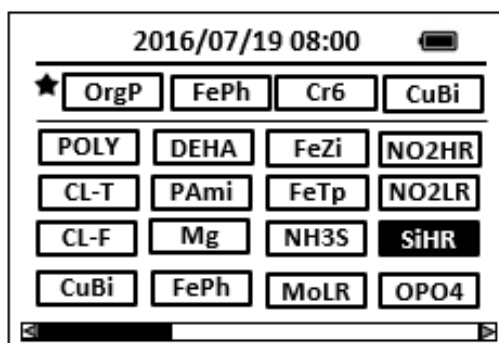 2016/07/19 08:00
OrgP FePh Cr6 CuBi
POLY DEHA FeZi NO2HR
CL-T PAmi FeTp NO2LR
CL-F Mg NH3S SiHR
CuBi FePh MoLR OPO4